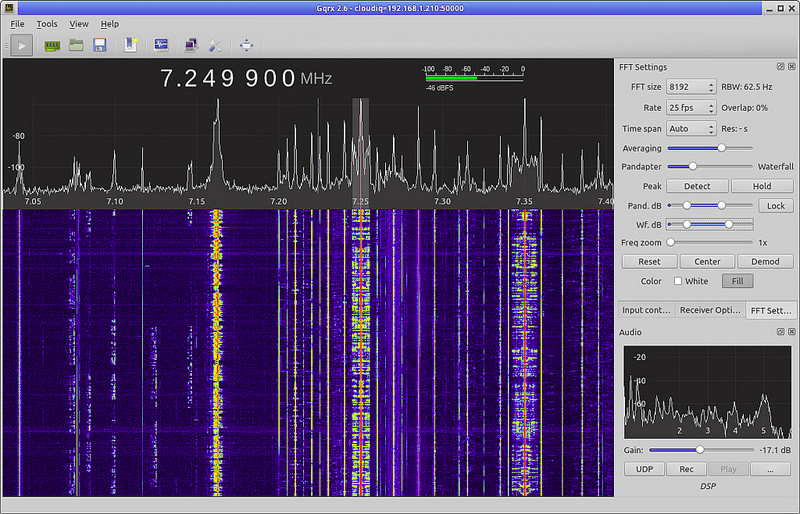 Gqrx 2.6 - cloudiq=192.168.1.210:50000
File Tools View Help
7.249 900 MHz
-100 -80 -60 -40 -20 0
-46 dBFS
-80
-100
7.05 7.10 7.15 7.20 7.25 7.30 7.35 7.40
FFT Settings
FFT size 8192 RBW: 62.5 Hz
Rate 25 fps Overlap: 0%
Time span Auto Res: - s
Averaging
Pandapter Waterfall
Peak Detect Hold
Pand. dB Lock
Wf. dB
Freq zoom 1x
Reset Center Demod
Color White Fill
Input cont... Receiver Opti... FFT Sett...
Audio
-20
-40
-60
2 3 4 5
Gain: -17.1 dB
UDP Rec Play ...
DSP